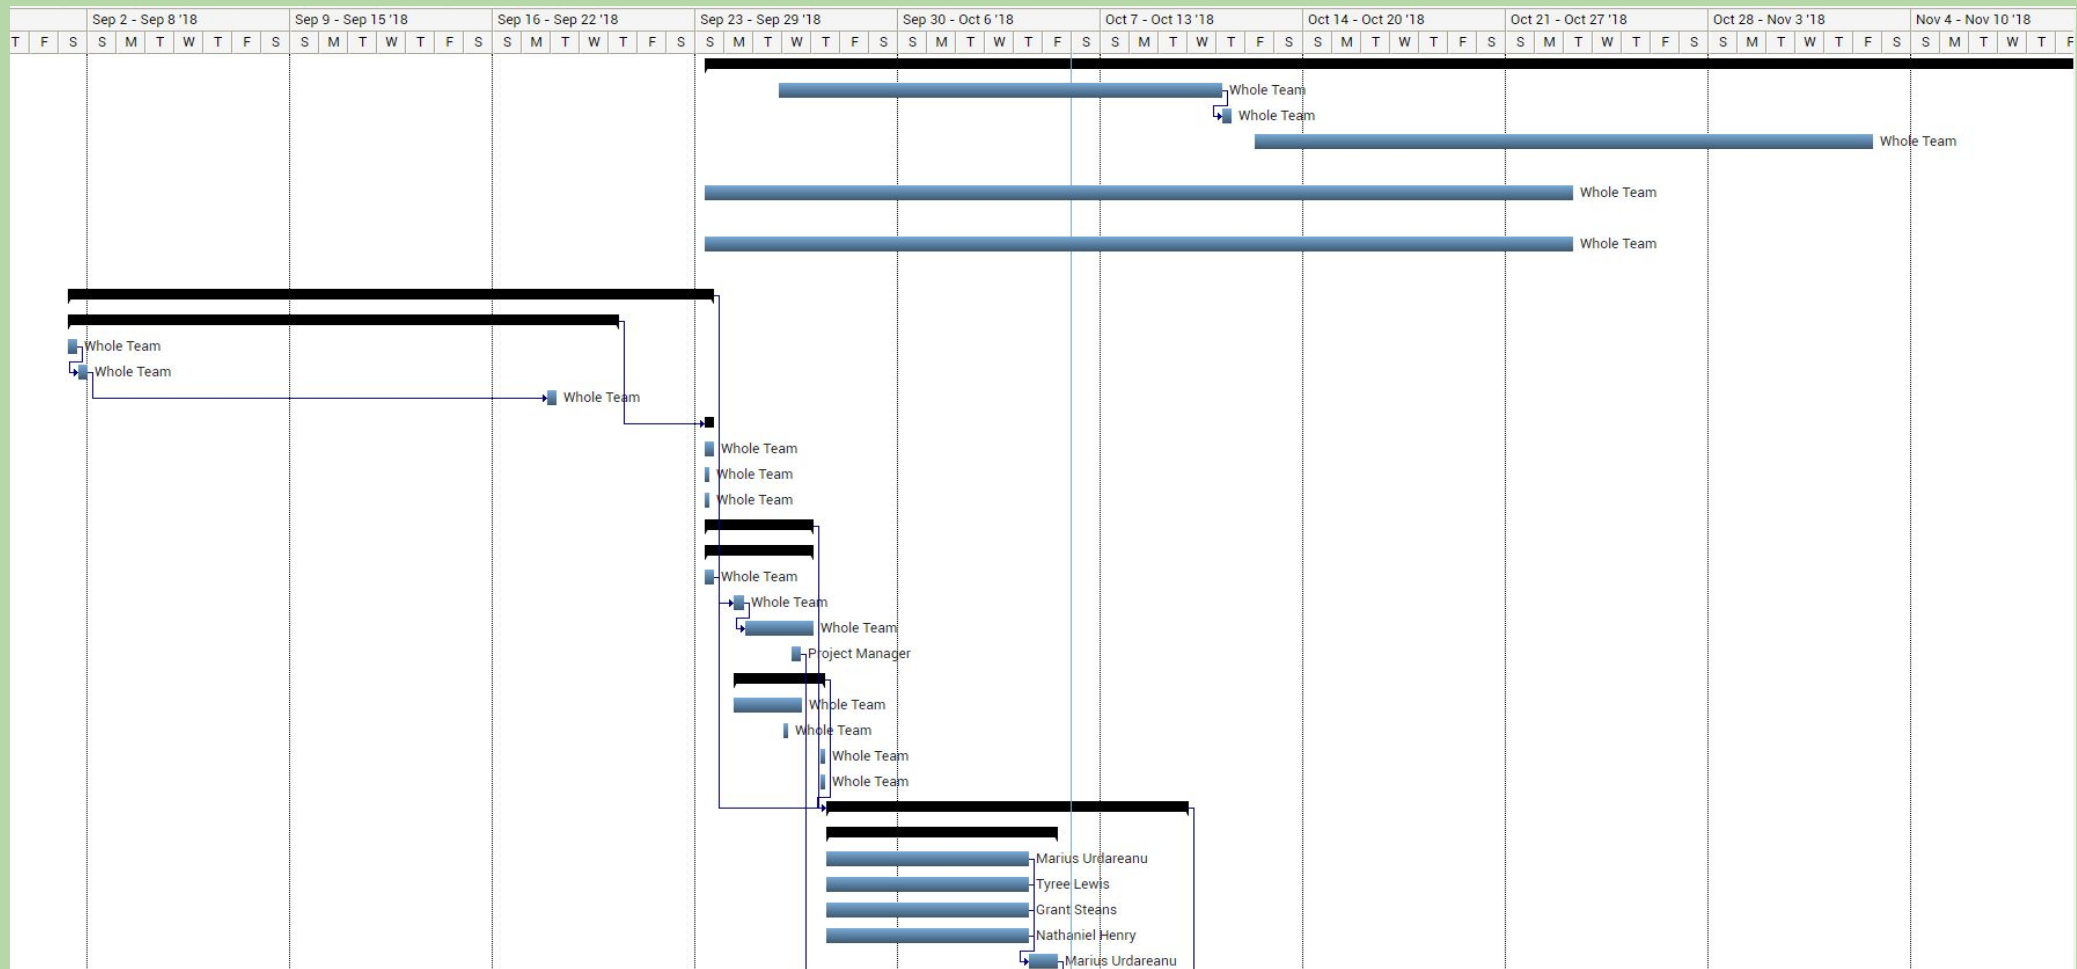 Sep 2 - Sep 8 '18 Sep 9 - Sep 15 '18 Sep 16 - Sep 22 '18 Sep 23 - Sep 29 '18 Sep 30 - Oct 6 '18 Oct 7 - Oct 13 '18 Oct 14 - Oct 20 '18 Oct 21 - Oct 27 '18 Oct 28 - Nov 3 '18 Nov 4 - Nov 10 '18
T F S S M T W T F S S M T W T F S S M T W T F S S M T W T F S S M T W T F S S M T W T F S S M T W T F S S M T W T F S S M T W T F S S M T W T F
Whole Team
Whole Team
Whole Team
Whole Team
Whole Team
Whole Team
Whole Team
Whole Team
Whole Team
Whole Team
Whole Team
Whole Team
Whole Team
Whole Team
Project Manager
Whole Team
Whole Team
Whole Team
Whole Team
Marius Urdareanu
Tyree Lewis
Grant Steans
Nathaniel Henry
Marius Urdareanu